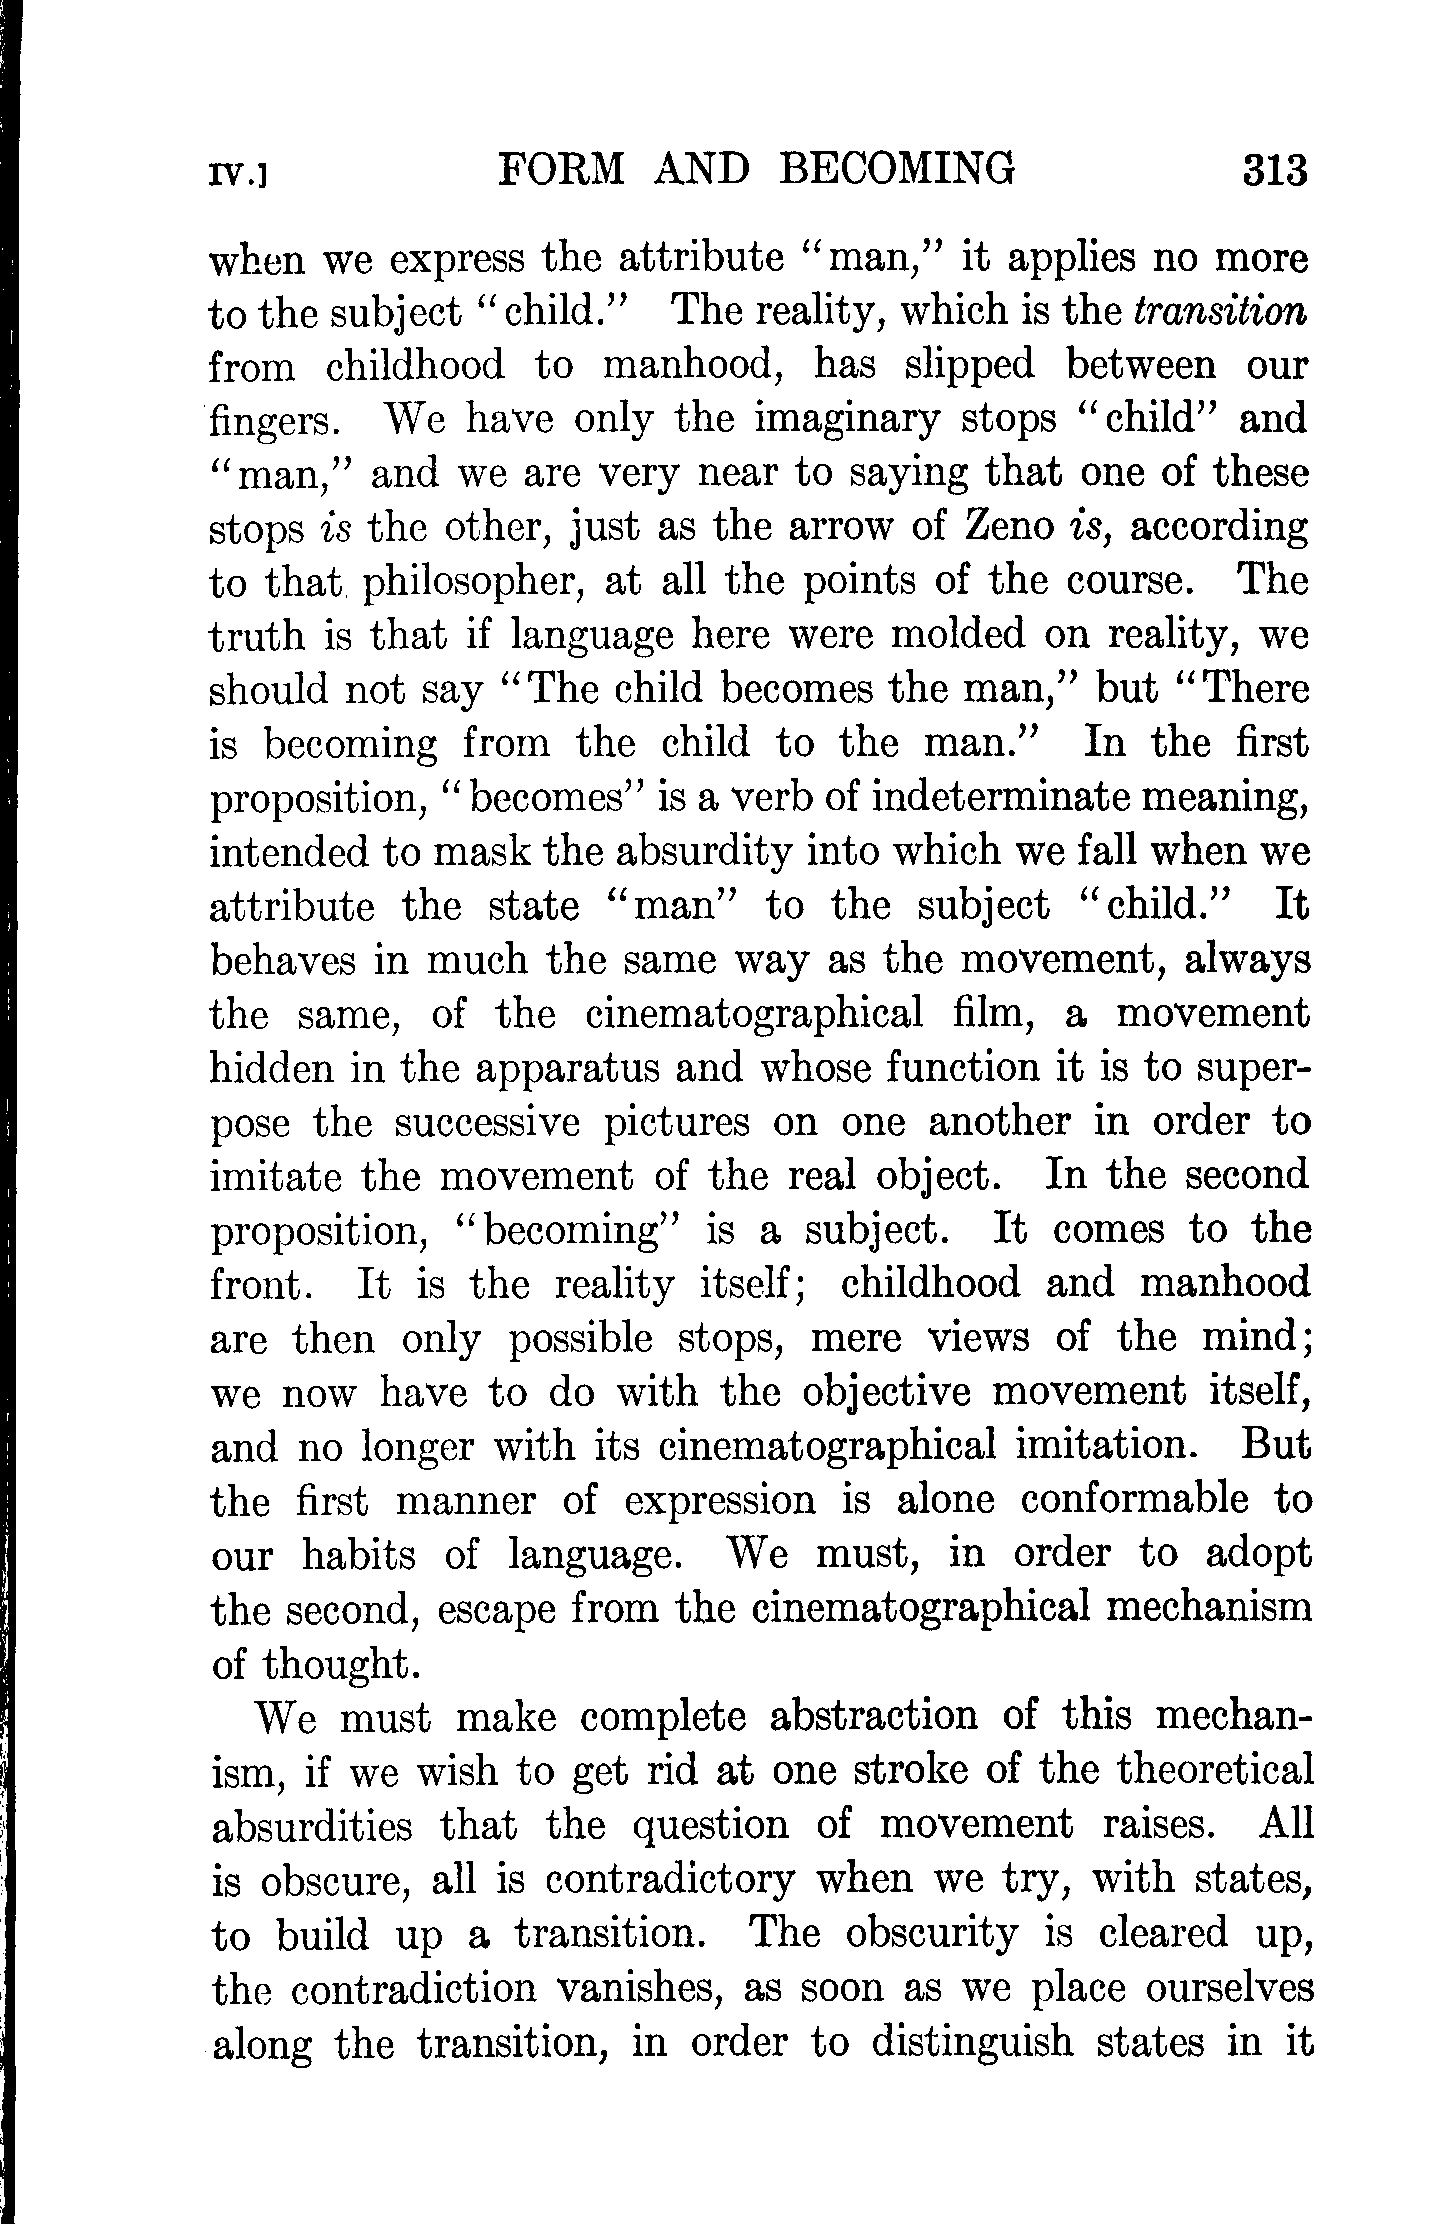 IV.] FORM AND BECOMING 313
when we express the attribute “man,” it applies no more
to the subject “child.” The reality, which is the transition
from childhood to manhood, has slipped between our
fingers. We have only the imaginary stops “child” and
“man,” and we are very near to saying that one of these
stops is the other, just as the arrow of Zeno is, according
to that philosopher, at all the points of the course. The
truth is that if language here were molded on reality, we
should not say “The child becomes the man,” but “There
is becoming from the child to the man.” In the first
proposition, “becomes” is a verb of indeterminate meaning,
intended to mask the absurdity into which we fall when we
attribute the state “man” to the subject “child.” It
behaves in much the same way as the movement, always
the same, of the cinematographical film, a movement
hidden in the apparatus and whose function it is to super-
pose the successive pictures on one another in order to
imitate the movement of the real object. In the second
proposition, “becoming” is a subject. It comes to the
front. It is the reality itself; childhood and manhood
are then only possible stops, mere views of the mind;
we now have to do with the objective movement itself,
and no longer with its cinematographical imitation. But
the first manner of expression is alone conformable to
our habits of language. We must, in order to adopt
the second, escape from the cinematographical mechanism
of thought.
We must make complete abstraction of this mechan-
ism, if we wish to get rid at one stroke of the theoretical
absurdities that the question of movement raises. All
is obscure, all is contradictory when we try, with states,
to build up a transition. The obscurity is cleared up,
the contradiction vanishes, as soon as we place ourselves
along the transition, in order to distinguish states in it